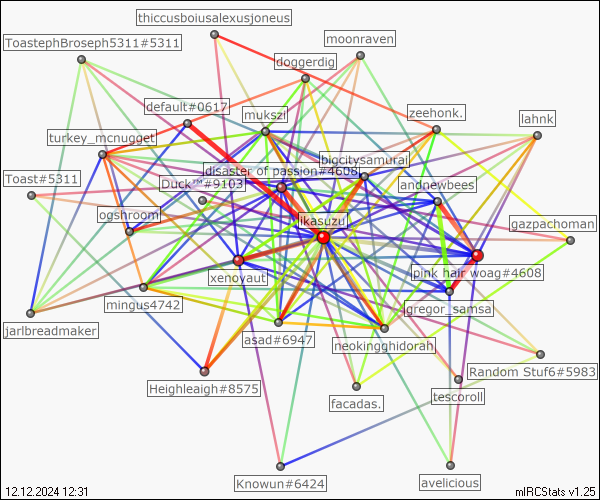 thiccusboiusalexusjoneus
ToastephBroseph5311#5311
moonraven
doggerdig
default#0617
mukszi
zeehonk.
lahnk
turkey_mcnugget
bigcitysamurai
disaster of passion#4608
Toast#5311
Duck™#9103
andnewbees
ogshrooml
ikasuzu
gazpachoman
xenoyaut
pink hair woag#4608
mingus4742
gregor_samsa
jarlbreadmaker
asad#6947
neokingghidorah
Heighleaigh#8575
Random Stuf6#5983
facadas.
tescoroll
Knowun#6424
avelicious
12.12.2024 12:31
mIRCStats v1.25